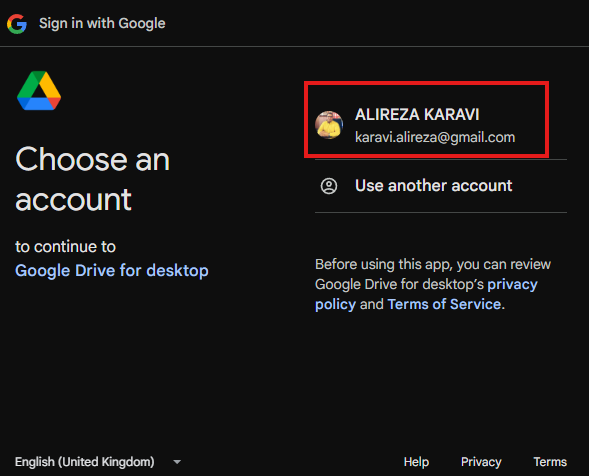 Sign in with Google
Choose an
account
to continue to
Google Drive for desktop
ALIREZA KARAVI
karavi.alireza@gmail.com
Use another account
Before using this app, you can review
Google Drive for desktop's privacy
policy and Terms of Service.
English (United Kingdom)
Help
Privacy
Terms